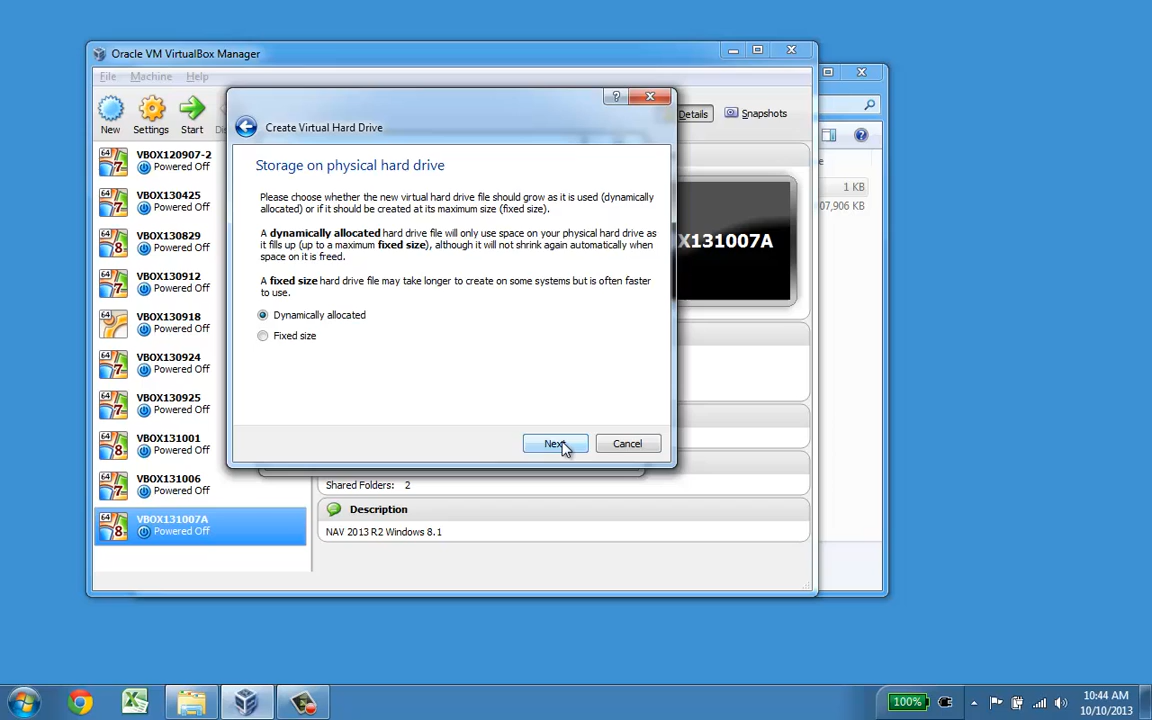 Oracle VM VirtualBox Manager
File Machine Help
New Settings Start
Details Snapshots
VBOX120907-2
Powered Off
VBOX130425
Powered Off
VBOX130829
Powered Off
VBOX130912
Powered Off
VBOX130918
Powered Off
VBOX130924
Powered Off
VBOX130925
Powered Off
VBOX131001
Powered Off
VBOX131006
Powered Off
VBOX131007A
Powered Off
Create Virtual Hard Drive
Storage on physical hard drive
Please choose whether the new virtual hard drive file should grow as it is used (dynamically
allocated) or if it should be created at its maximum size (fixed size).
A dynamically allocated hard drive file will only use space on your physical hard drive as
it fills up (up to a maximum fixed size), although it will not shrink again automatically when
space on it is freed.
A fixed size hard drive file may take longer to create on some systems but is often faster
to use.
Dynamically allocated
Fixed size
Next Cancel
X131007A
1 KB
07,906 KB
Shared Folders: 2
Description
NAV 2013 R2 Windows 8.1
100%
10:44 AM
10/10/2013